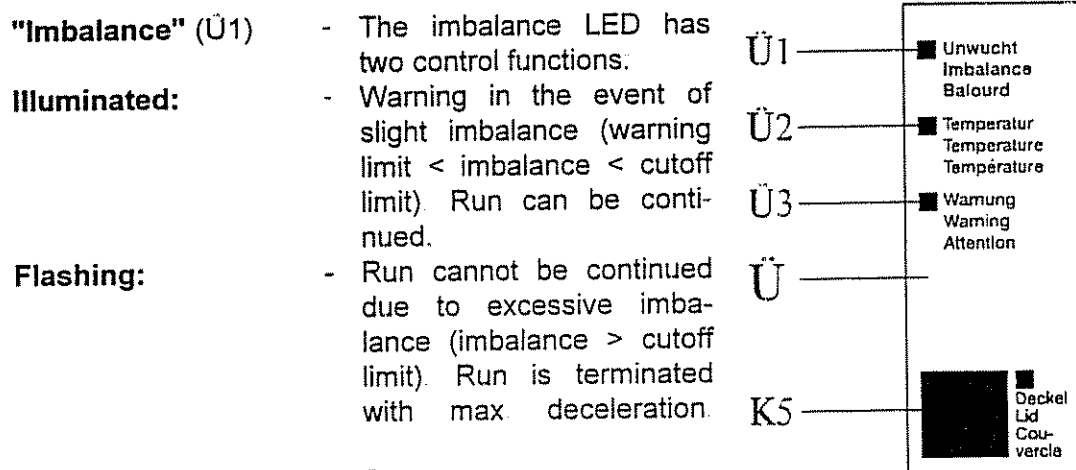 "Imbalance" (Ü1)
- The imbalance LED has
two control functions.
Illuminated:
- Warning in the event of
slight imbalance (warning
limit < imbalance < cutoff
limit). Run can be conti-
nued.
Flashing:
- Run cannot be continued
due to excessive imba-
lance (imbalance > cutoff
limit). Run is terminated
with max. deceleration.
Ü1
Unwucht
Imbalance
Balourd
Ü2
Temperatur
Temperature
Température
Ü3
Warnung
Warning
Attention
Ü
K5
Deckel
Lid
Cou-
vercle